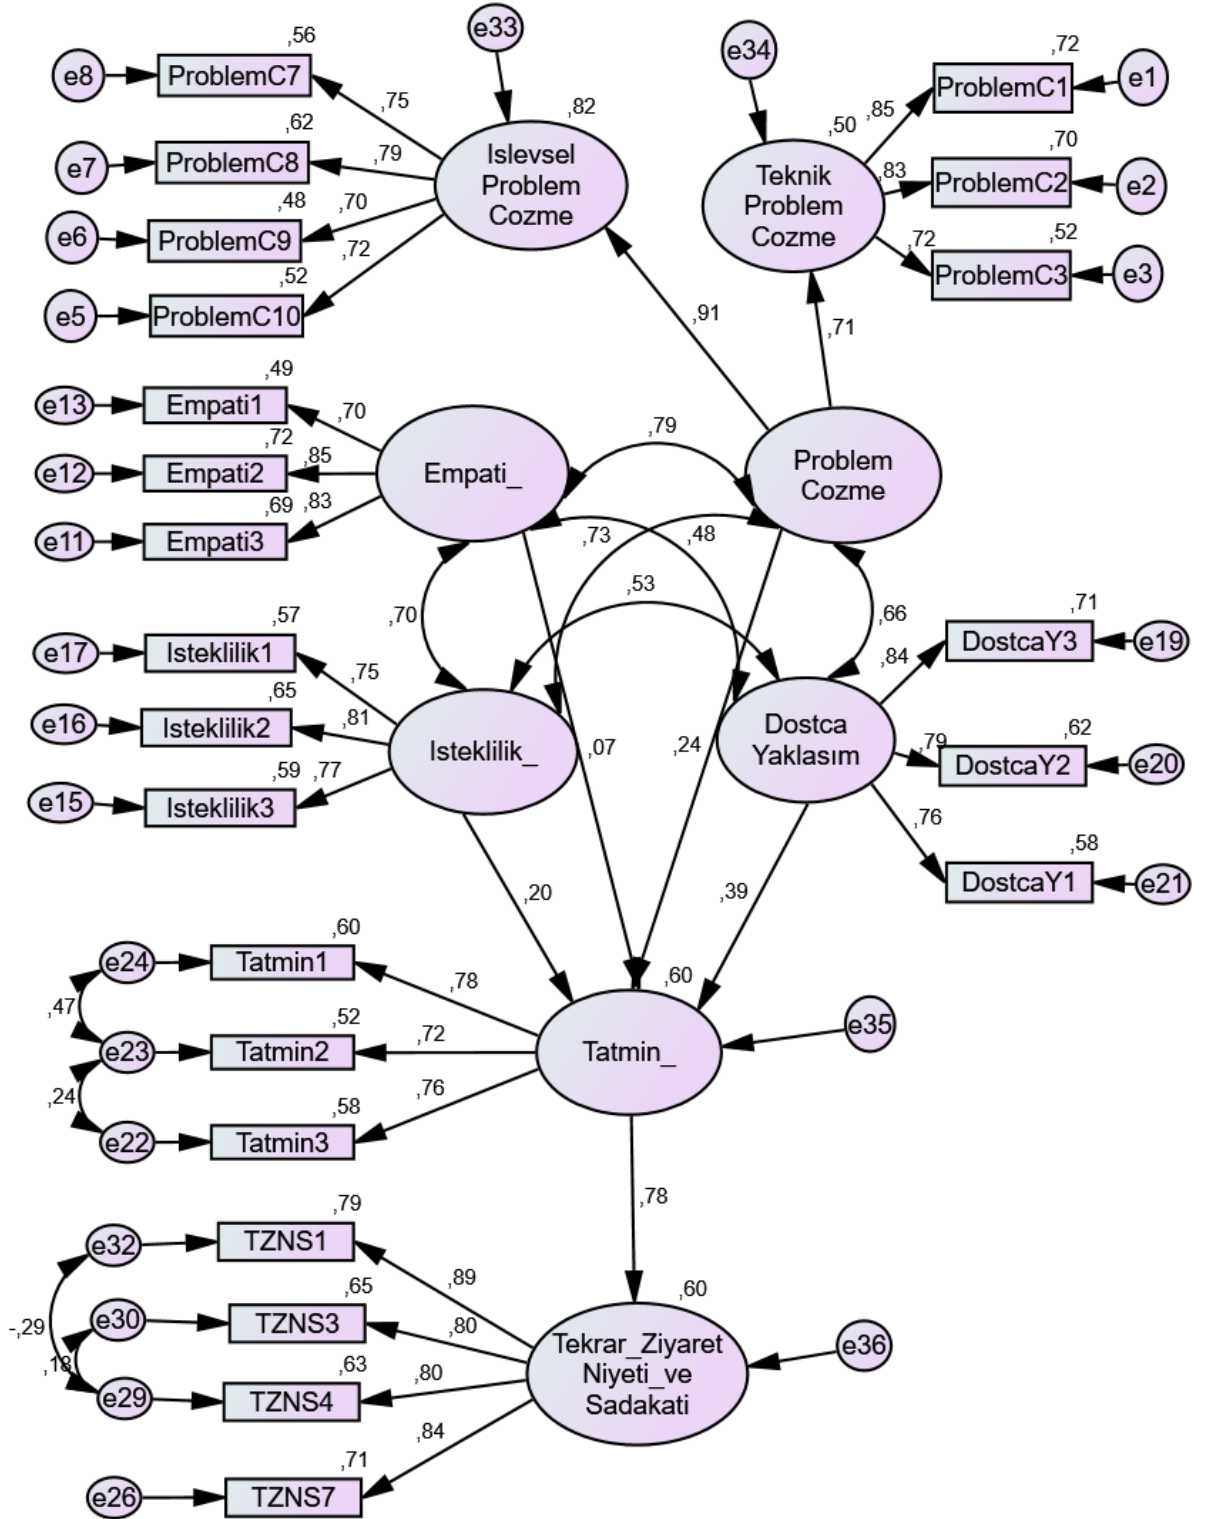 e33
,56
e8
ProblemC7
,75
,82
,62
e7
ProblemC8
,79
Islevsel
Problem
Cozme
,48
e6
ProblemC9
,70
,72
,52
e5
ProblemC10
e34
,72
ProblemC1
e1
,50
,85
,70
Teknik
Problem
Cozme
,83
ProblemC2
e2
,72
,52
ProblemC3
e3
,91
,71
,49
e13
Empati1
,70
,72
e12
Empati2
,85
Empati_
,69
,83
e11
Empati3
,79
Problem
Cozme
,73
,48
,53
,70
,66
,57
e17
Isteklilik1
,75
,65
e16
Isteklilik2
,81
Isteklilik_
,59
,77
e15
Isteklilik3
,07
,24
Dostca
Yaklasım
,71
,84
DostcaY3
e19
,62
,79
DostcaY2
e20
,76
,58
DostcaY1
e21
,20
,39
,60
e24
Tatmin1
,78
,60
,47
,52
e23
Tatmin2
,72
Tatmin_
e35
,24
,76
,58
e22
Tatmin3
,78
,79
e32
TZNS1
,89
,60
-,29
,65
e30
TZNS3
,80
Tekrar_Ziyaret
Niyeti_ve
Sadakati
e36
,18
,63
e29
TZNS4
,80
,84
,71
e26
TZNS7